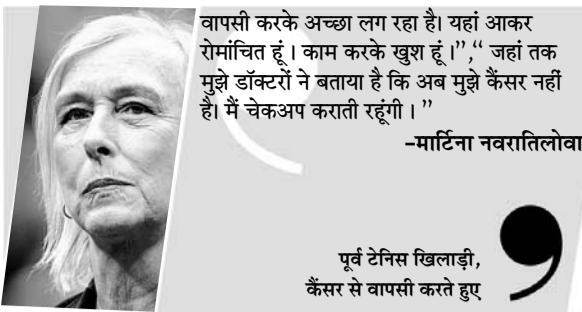 वापसी करके अच्छा लग रहा है। यहां आकर
रोमांचित हूं । काम करके खुश हूं ।”,“ जहां तक
मुझे डॉक्टरों ने बताया है कि अब मुझे कैंसर नहीं
है। मैं चेकअप कराती रहूंगी । ”
-मार्टिना नवरातिलोवा
पूर्व टेनिस खिलाड़ी,
कैंसर से वापसी करते हुए